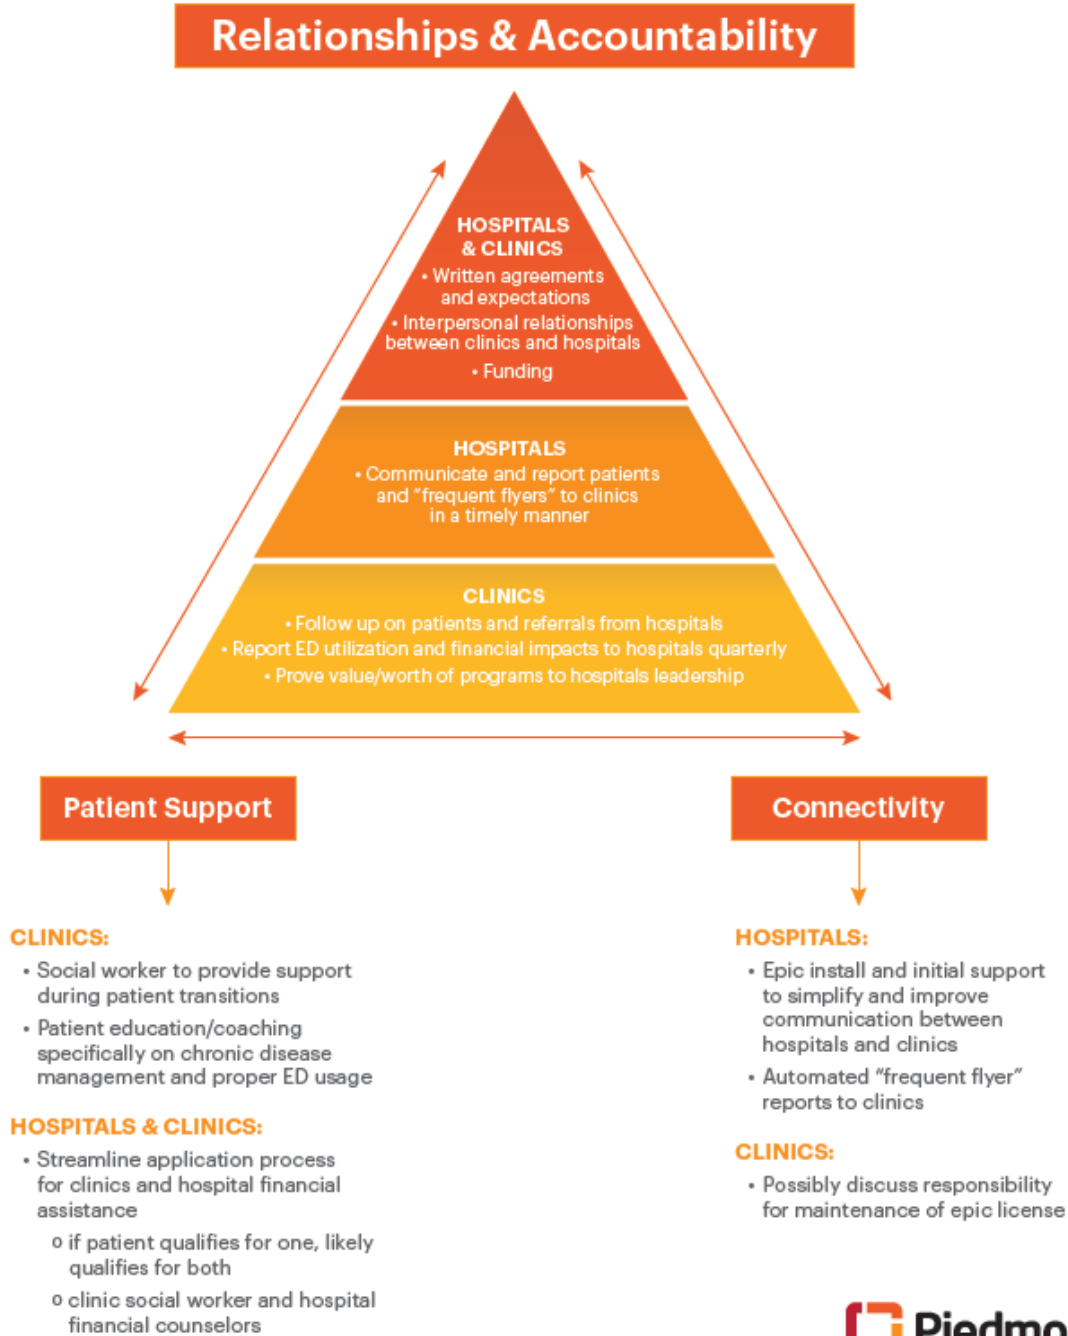 Relationships & Accountability
HOSPITALS
& CLINICS
• Written agreements
and expectations
• Interpersonal relationships
between clinics and hospitals
• Funding
HOSPITALS
• Communicate and report patients
and "frequent flyers" to clinics
in a timely manner
CLINICS
• Follow up on patients and referrals from hospitals
• Report ED utilization and financial impacts to hospitals quarterly
• Prove value/worth of programs to hospitals leadership
Patient Support
CLINICS:
• Social worker to provide support
during patient transitions
• Patient education/coaching
specifically on chronic disease
management and proper ED usage
HOSPITALS & CLINICS:
• Streamline application process
for clinics and hospital financial
assistance
o if patient qualifies for one, likely
qualifies for both
o clinic social worker and hospital
financial counselors
Connectivity
HOSPITALS:
• Epic install and initial support
to simplify and improve
communication between
hospitals and clinics
• Automated "frequent flyer"
reports to clinics
CLINICS:
• Possibly discuss responsibility
for maintenance of epic license